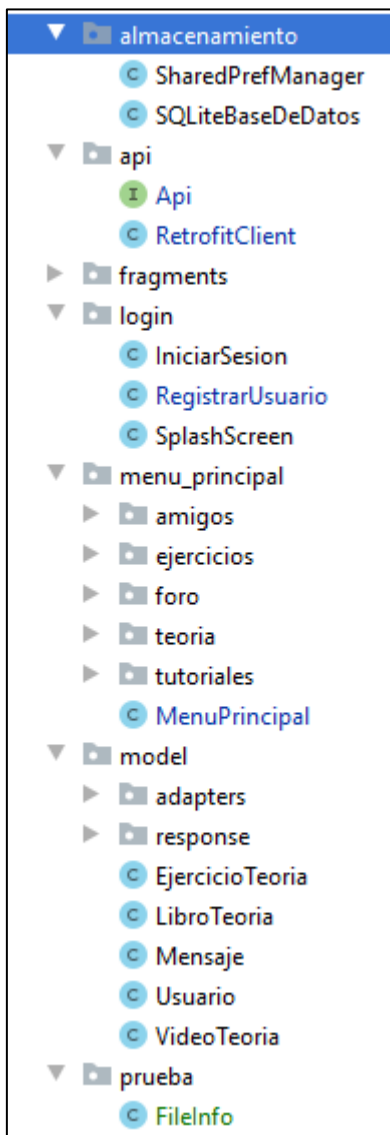 almacenamiento
C SharedPrefManager
C SQLiteBaseDeDatos
api
I Api
C RetrofitClient
fragments
login
C IniciarSesion
C RegistrarUsuario
C SplashScreen
menu_principal
amigos
ejercicios
foro
teoria
tutoriales
C MenuPrincipal
model
adapters
response
C EjercicioTeoria
C LibroTeoria
C Mensaje
C Usuario
C VideoTeoria
prueba
C FileInfo